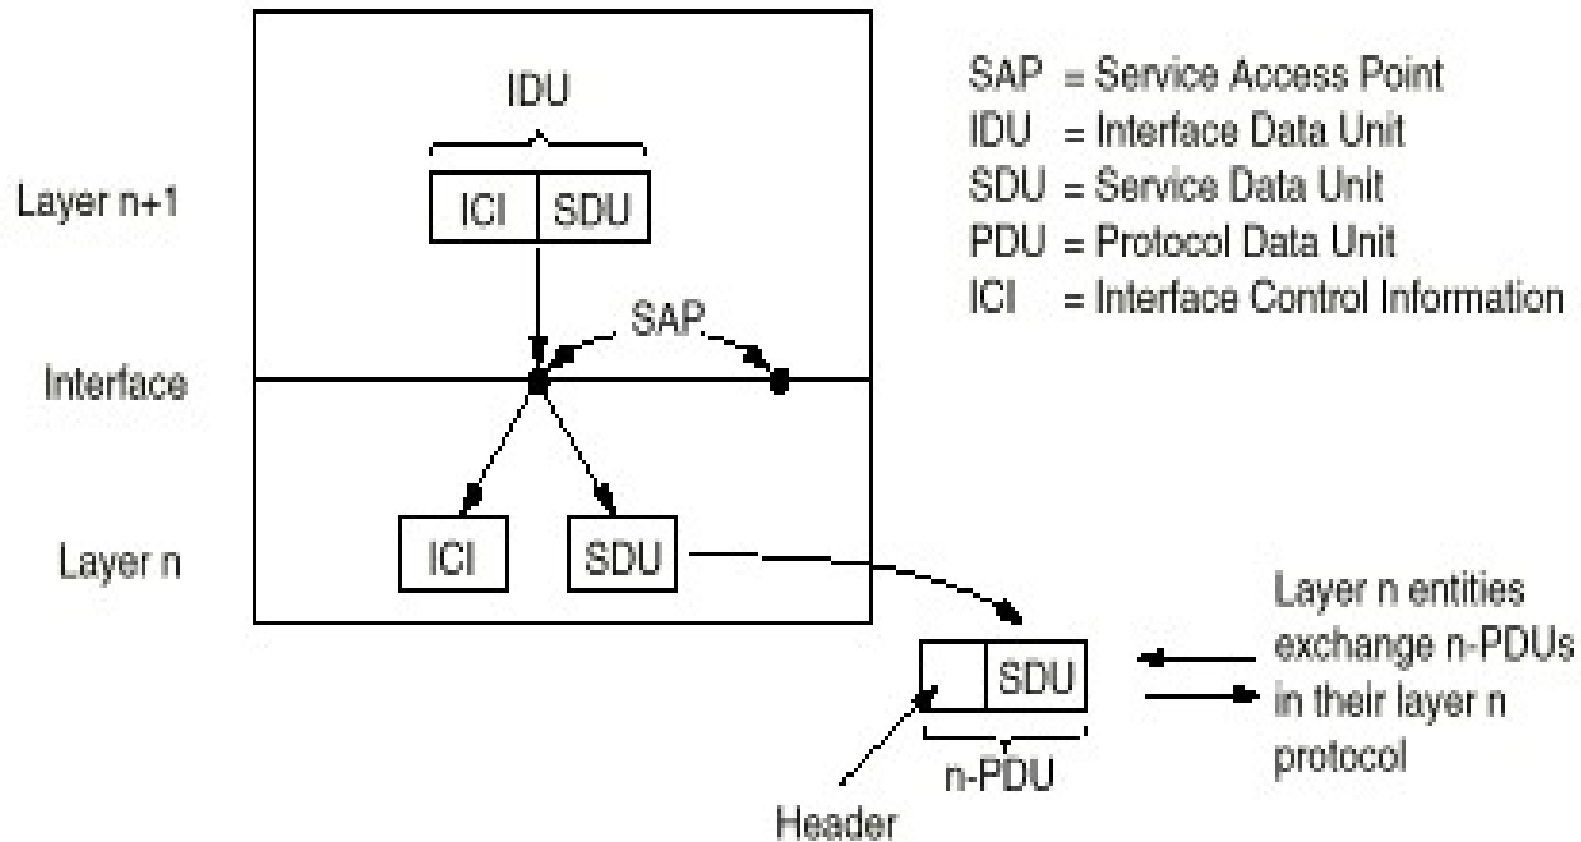 IDU
Layer n+1
ICI SDU
SAP
Interface
Layer n
ICI
SDU
SAP = Service Access Point
IDU = Interface Data Unit
SDU = Service Data Unit
PDU = Protocol Data Unit
ICI = Interface Control Information
SDU
n-PDU
Header
Layer n entities
exchange n-PDUs
in their layer n
protocol